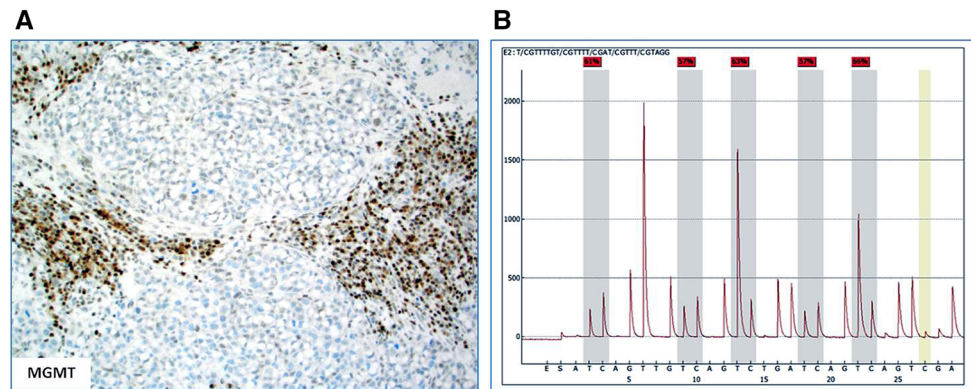 A
B
MGMT
E2: T/CGTTTTGT/CGTTTT/CGAT/CGTTT/CGTAGG
61% 57% 63% 57% 66%
2000
1500
1000
500
0
E S A T C A G T T G T C A G T C T G A T C A G T C A G T C G A
5 10 15 20 25